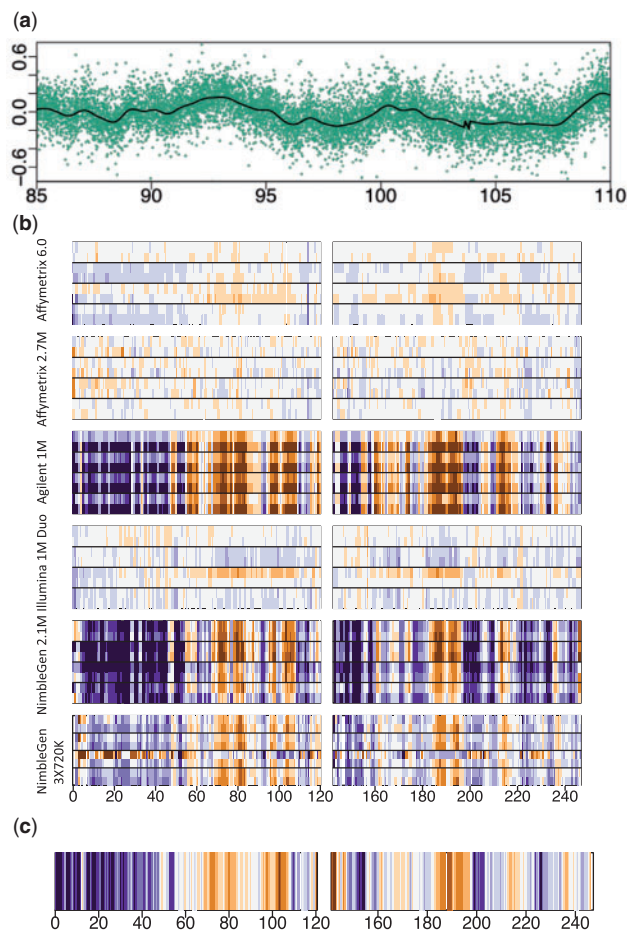 (a)
0.6
0.0
−0.6
85 90 95 100 105 110
(b)
Affymetrix 6.0
Affymetrix 2.7M
Agilent 1M
Illumina 1M Duo
NimbleGen 2.1M
NimbleGen
3X720K
0 20 40 60 80 100 120 160 180 200 220 240
(c)
0 20 40 60 80 100 120 140 160 180 200 220 240